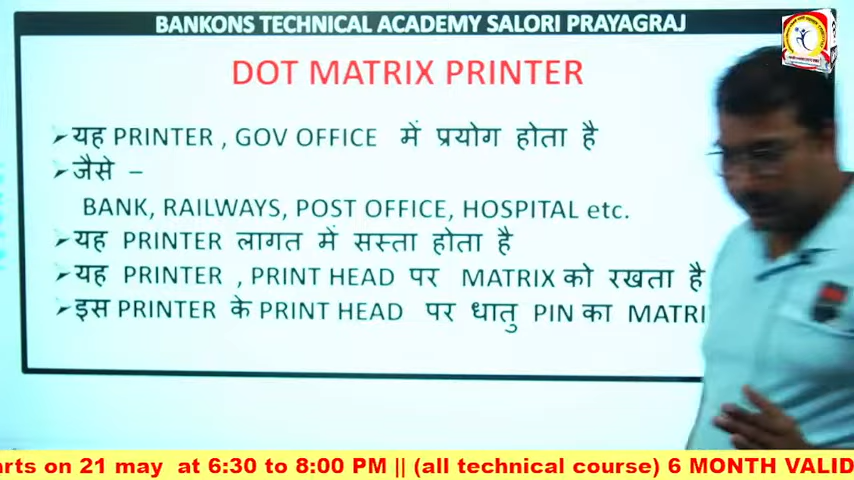 BANKONS TECHNICAL ACADEMY SALORI PRAYAGRAJ
DOT MATRIX PRINTER
➢यह PRINTER , GOV OFFICE में प्रयोग होता है
➢जैसे –
BANK, RAILWAYS, POST OFFICE, HOSPITAL etc.
➢यह PRINTER लागत में सस्ता होता है
➢यह PRINTER , PRINT HEAD पर MATRIX को रखता है
➢इस PRINTER के PRINT HEAD पर धातु PIN का MATRI
arts on 21 may at 6:30 to 8:00 PM || (all technical course) 6 MONTH VALID